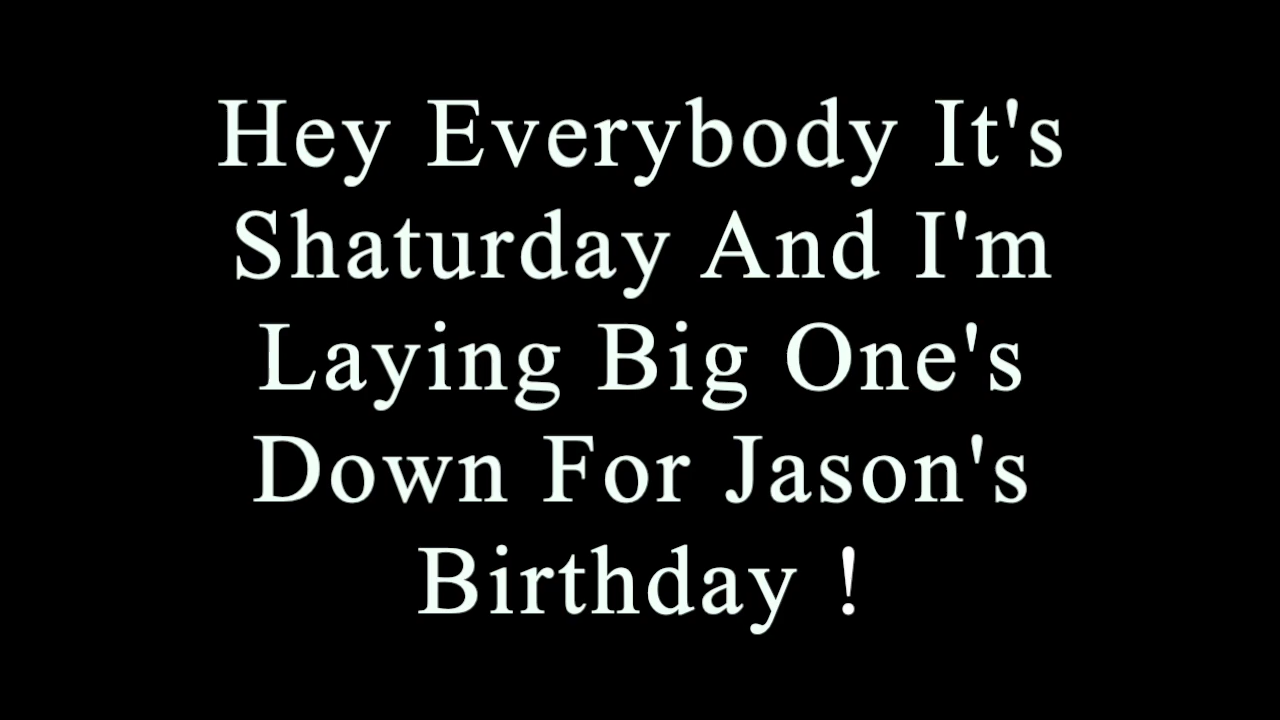 Hey Everybody It's
Shaturday And I'm
Laying Big One's
Down For Jason's
Birthday !